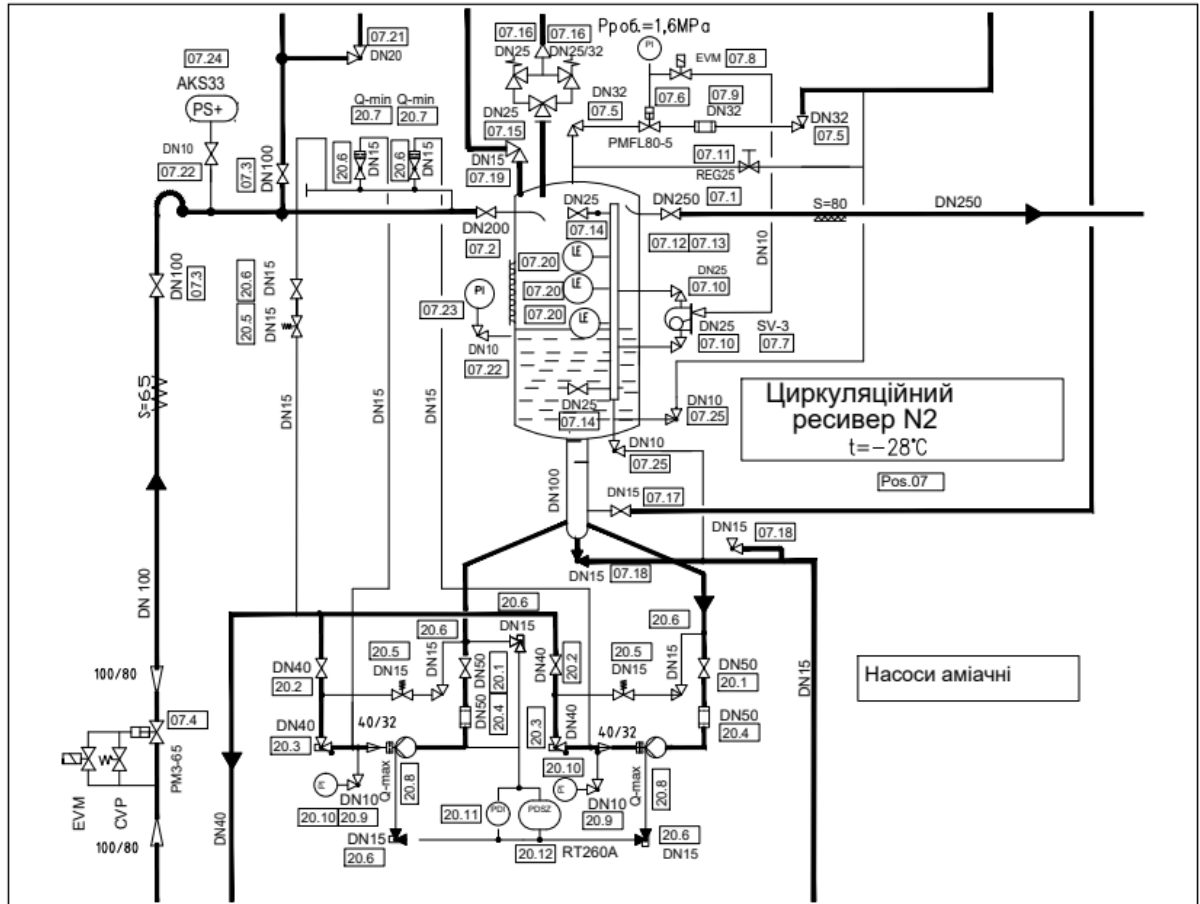 07.24
AKS33
PS+
DN10
07.22
07.3
DN100
07.21
DN20
Q-min Q-min
20.7 20.7
20.6
DN15
20.6
DN15
07.16 07.16
DN25 DN25/32
DN25
07.15
DN15
07.19
Pроб.=1,6MPa
PI
EVM 07.8
DN32
07.5
07.6
07.9
DN32
PMFL80-5
DN32
07.5
07.11
REG25
DN250 07.1
S=80
DN250
DN200
07.2
DN25
07.14
07.12 07.13
DN10
LE
07.20
LE
07.20
LE
07.20
PI
07.23
DN10
07.22
DN25
07.10
DN25
07.10
SV-3
07.7
DN100
07.3
20.6
DN15
20.5
DN15
S=65
DN15
DN15
DN15
DN25
07.14
DN10
07.25
DN10
07.25
Циркуляційний
ресивер N2
t=-28°C
Pos.07
DN100
DN15 07.17
DN15 07.18
DN15 07.18
DN 100
100/80
07.4
PM3-65
EVM
CVP
100/80
DN40
DN40
20.2
20.5
DN15
20.6
DN15
DN50
20.1
20.6
DN15
DN50
20.4
DN40
20.2
20.5
DN15
20.6
DN15
DN50
20.1
DN50
20.4
DN15
Насоси аміачні
DN40
20.3
40/32
20.3
DN40
40/32
DN10
20.10 20.9
Q-max
20.8
20.10
DN10
20.9
Q-max
20.8
20.11
PDI
PDSZ
20.12 RT260A
DN15
20.6
20.6
DN15